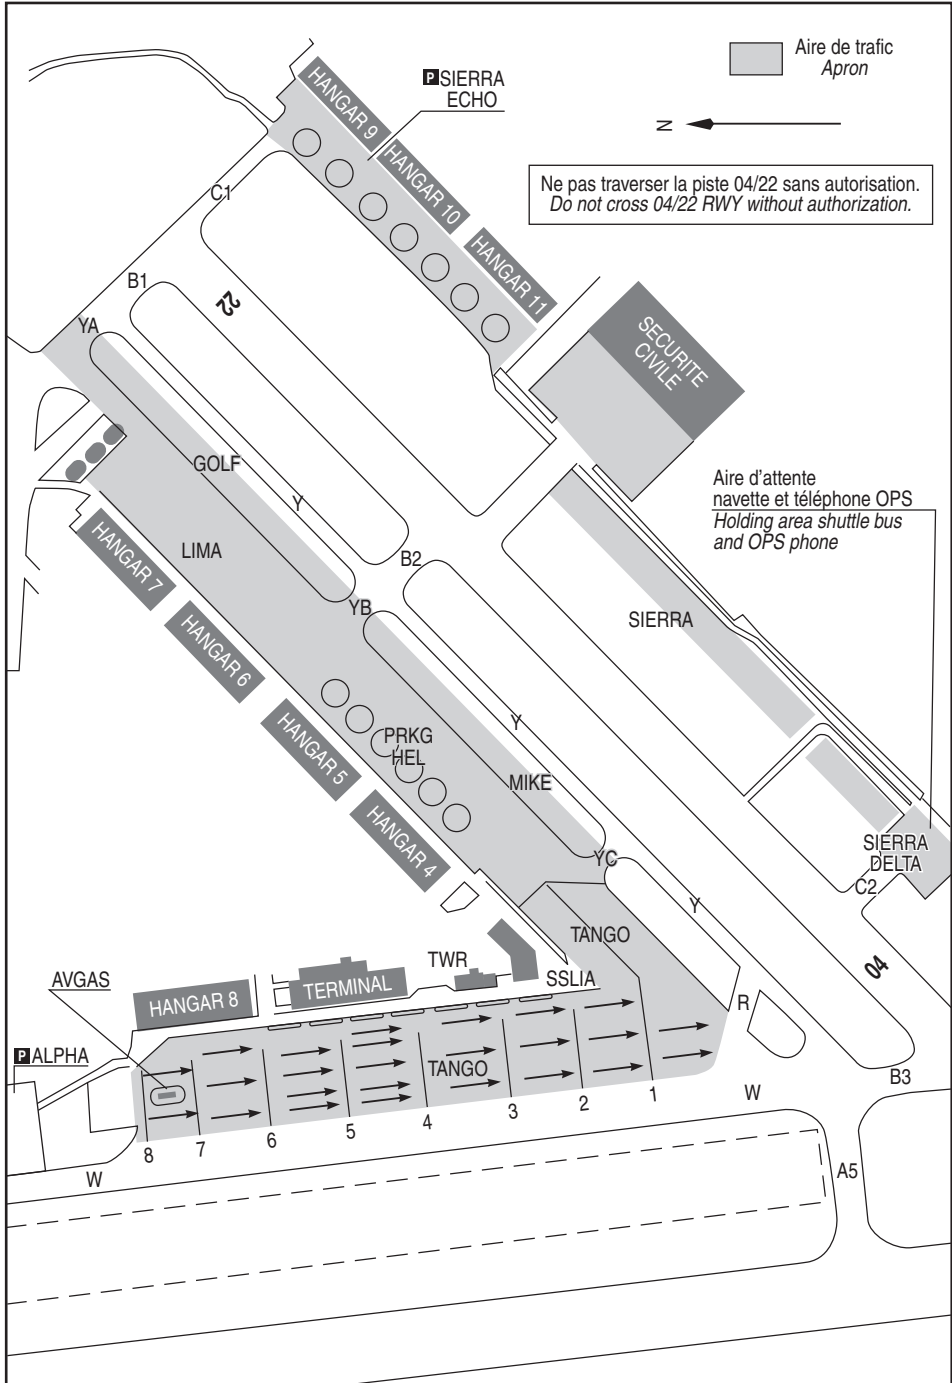 Aire de trafic
Apron
N
Ne pas traverser la piste 04/22 sans autorisation.
Do not cross 04/22 RWY without authorization.
P SIERRA
ECHO
HANGAR 9
HANGAR 10
HANGAR 11
C1
B1
22
YA
SECURITE
CIVILE
GOLF
Y
LIMA
B2
YB
Aire d'attente
navette et téléphone OPS
Holding area shuttle bus
and OPS phone
HANGAR 7
HANGAR 6
HANGAR 5
HANGAR 4
SIERRA
PRKG
HEL
Y
MIKE
YC
SIERRA
DELTA
C2
Y
TANGO
04
TWR
SSLIA
AVGAS
HANGAR 8
TERMINAL
R
P ALPHA
TANGO
B3
W
8
7
6
5
4
3
2
1
W
A5